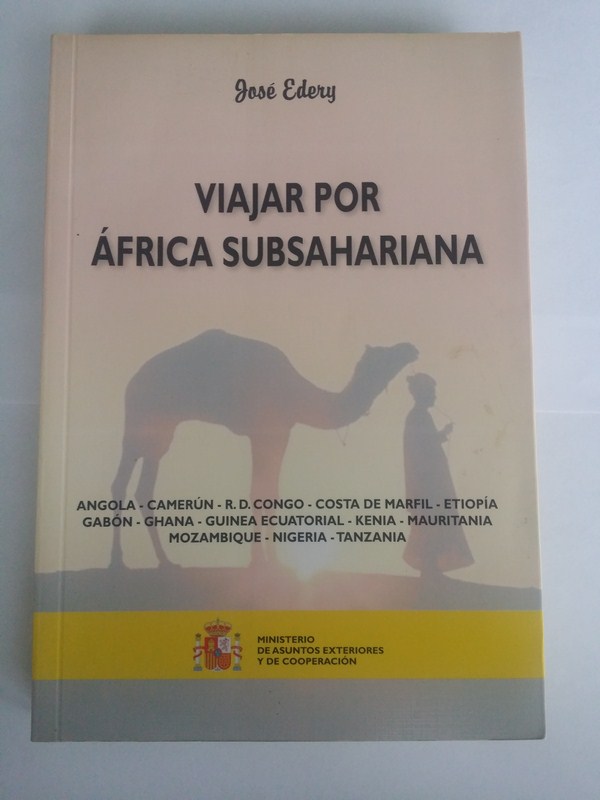 José Edery
VIAJAR POR
ÁFRICA SUBSAHARIANA
ANGOLA - CAMERÚN - R. D. CONGO - COSTA DE MARFIL - ETIOPÍA
GABÓN - GHANA - GUINEA ECUATORIAL - KENIA - MAURITANIA
MOZAMBIQUE - NIGERIA - TANZANIA
MINISTERIO
DE ASUNTOS EXTERIORES
Y DE COOPERACIÓN